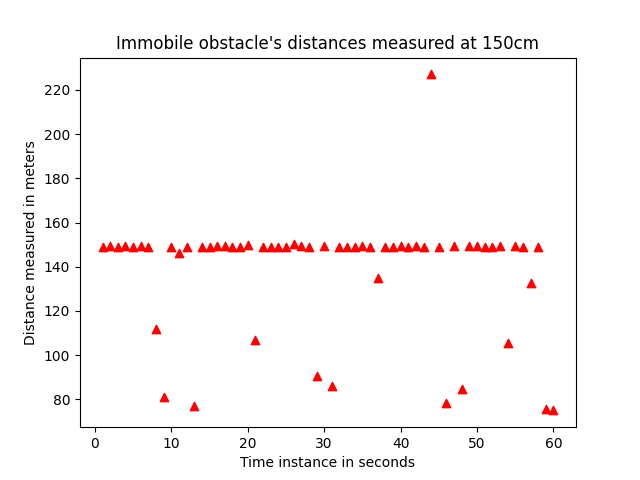 Immobile obstacle's distances measured at 150cm
Distance measured in meters
220
200
180
160
140
120
100
80
0 10 20 30 40 50 60
Time instance in seconds